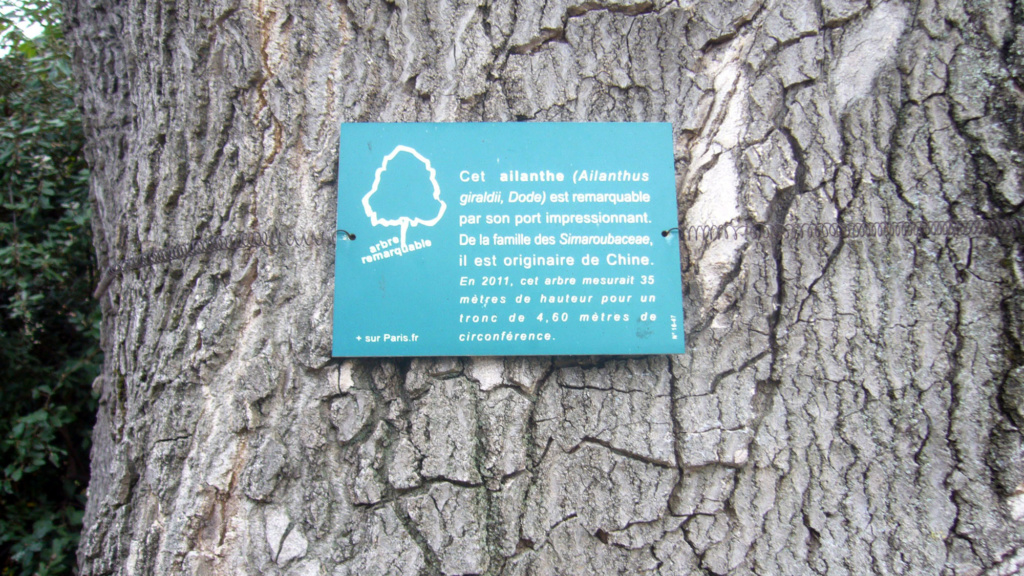 arbre
remarquable
+ sur Paris.fr
Cet ailanthe (Ailanthus
giraldii, Dode) est remarquable
par son port impressionnant.
De la famille des Simaroubaceae,
il est originaire de Chine.
En 2011, cet arbre mesurait 35
métres de hauteur pour un
tronc de 4,60 métres de
circonférence.